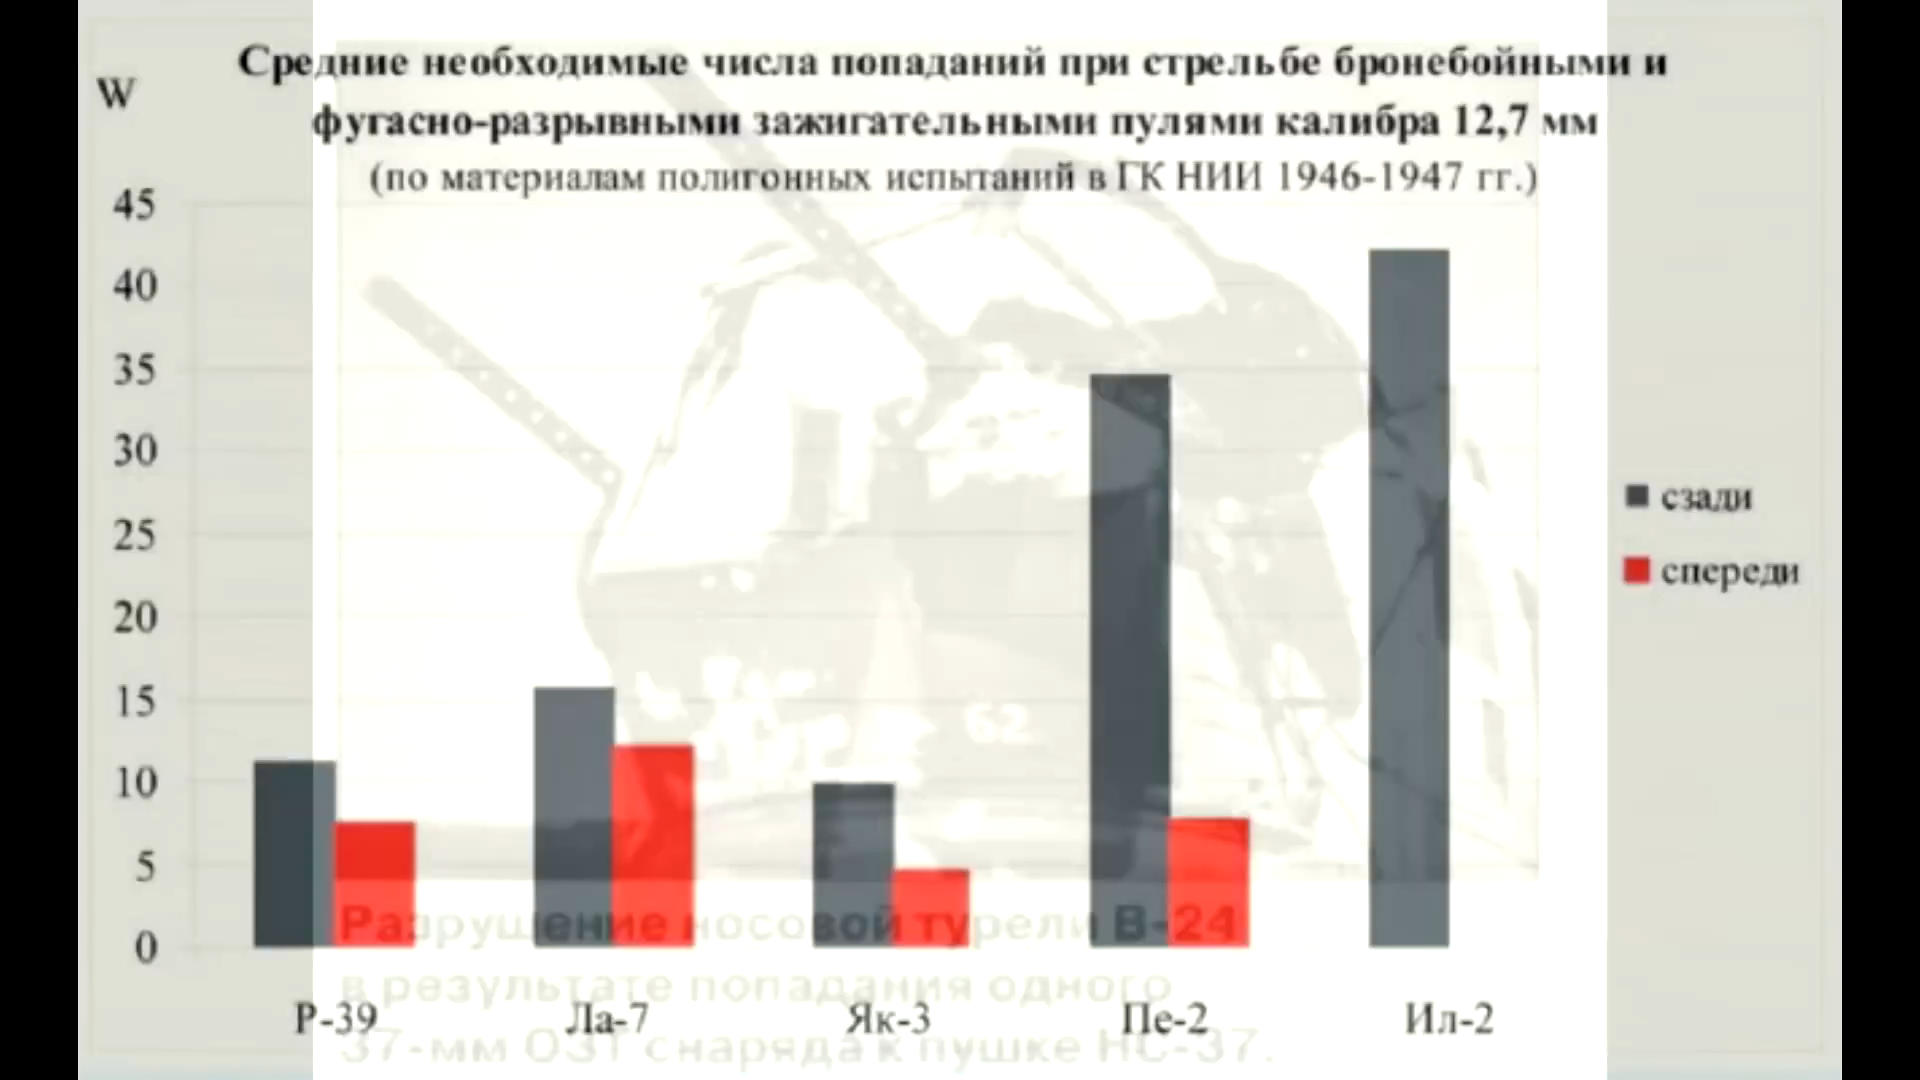 W
Средние необходимые числа попаданий при стрельбе бронебойными и
фугасно-разрывными зажигательными пулями калибра 12,7 мм
(по материалам полигонных испытаний в ГК НИИ 1946-1947 гг.)
45
40
35
30
25
20
15
10
5
0
62
сзади
спереди
Р-39
Ла-7
Як-3
Пе-2
Ил-2
Разрушение носовой турели В-24
в результате попадания одного
37-мм ОЗТ снаряда к пушке НС-37.